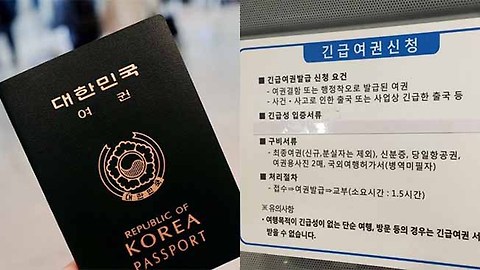 대한민국
여 권
대한민국
REPUBLIC OF
KOREA
PASSPORT
긴급여권신청
■ 긴급여권발급 신청 요건
- 여권결함 또는 행정착오로 발급된 여권
- 사건·사고로 인한 출국 또는 사업상 긴급한 출국 등
■ 긴급성 입증서류
■ 구비서류
- 최종여권(신규,분실자는 제외), 신분증, 당일항공권,
여권용사진 2매, 국외여행허가서(병역미필자)
■ 처리절차
- 접수⇒여권발급⇒교부(소요시간 : 1.5시간)
※ 유의사항
•여행목적이 긴급성이 없는 단순 여행, 방문 등의 경우는 긴급여권 서
받을 수 없습니다.